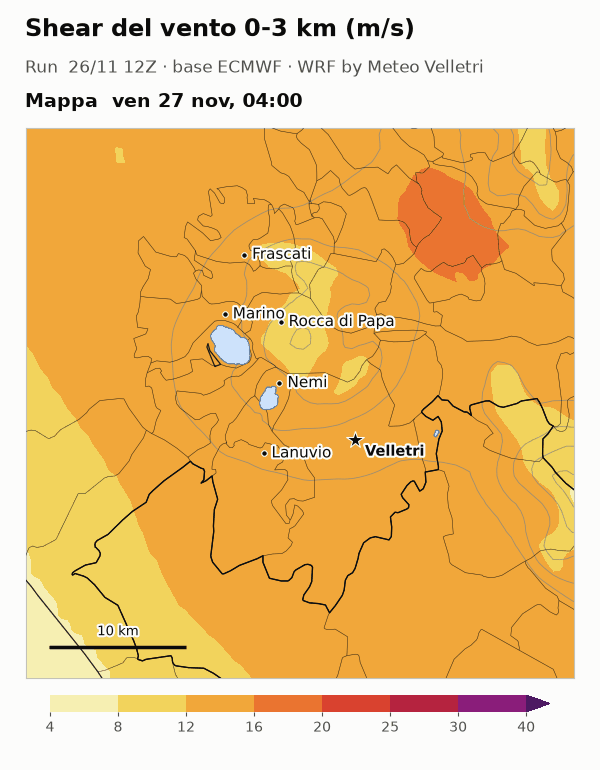 Shear del vento 0-3 km (m/s)
Run  26/11 12Z · base ECMWF · WRF by Meteo Velletri
Mappa  ven 27 nov, 04:00
Frascati
Marino
Rocca di Papa
Nemi
Velletri
Lanuvio
10 km
4 8 12 16 20 25 30 40